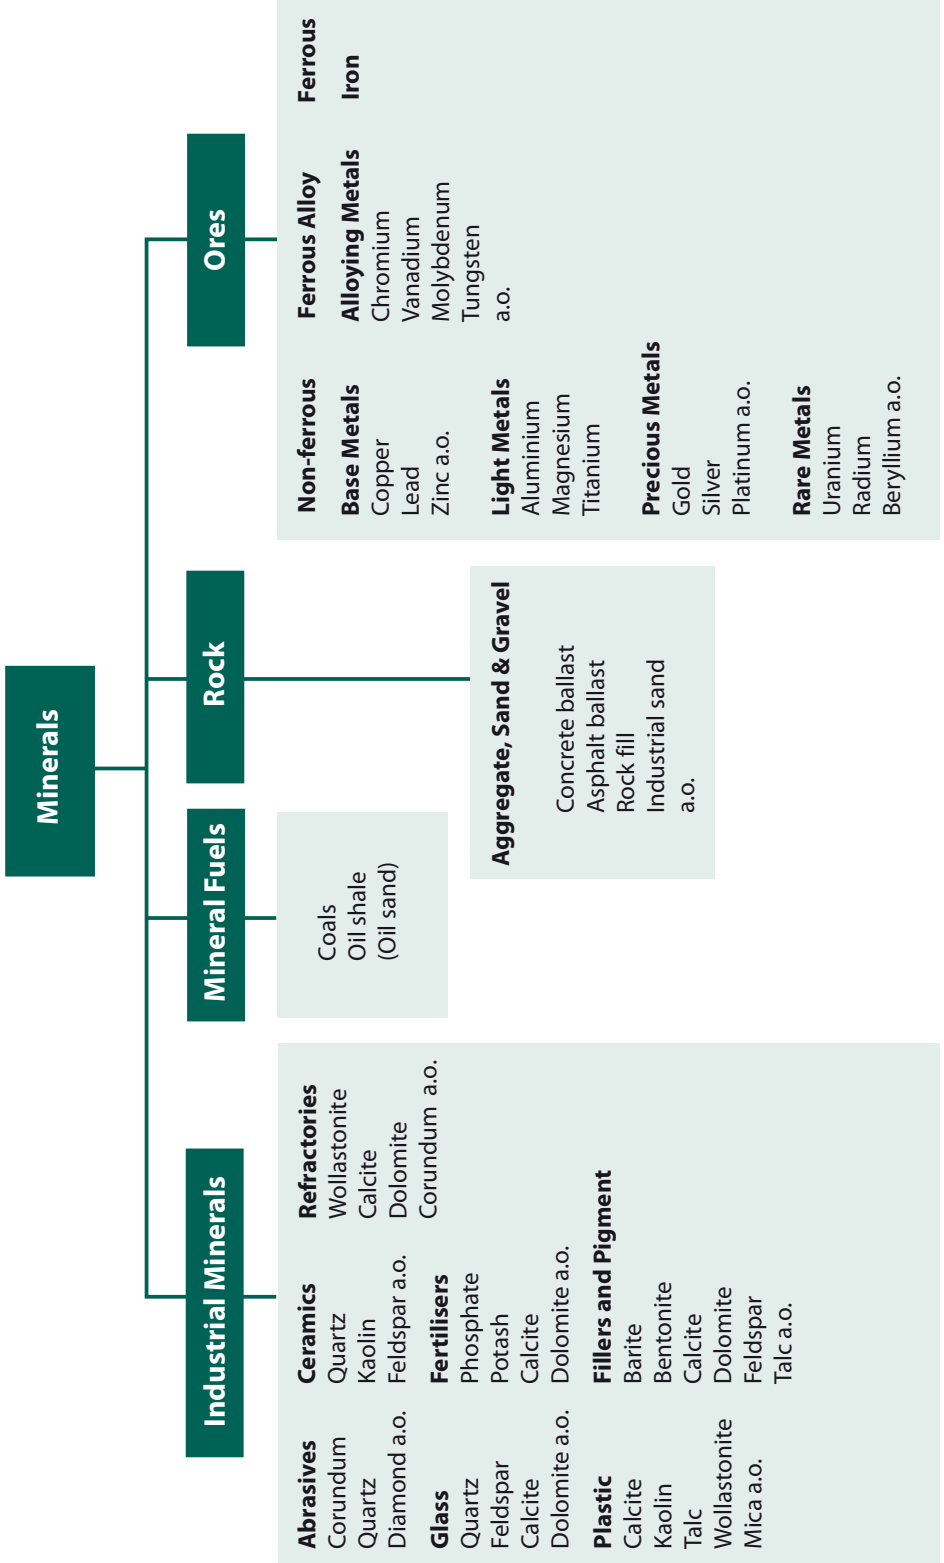 Minerals
Industrial Minerals
Abrasives
Corundum
Quartz
Diamond a.o.
Glass
Quartz
Feldspar
Calcite
Dolomite a.o.
Plastic
Calcite
Kaolin
Talc
Wollastonite
Mica a.o.
Ceramics
Quartz
Kaolin
Feldspar a.o.
Fertilisers
Phosphate
Potash
Calcite
Dolomite a.o.
Fillers and Pigment
Barite
Bentonite
Calcite
Dolomite
Feldspar
Talc a.o.
Refractories
Wollastonite
Calcite
Dolomite
Corundum a.o.
Mineral Fuels
Coals
Oil shale
(Oil sand)
Rock
Aggregate, Sand & Gravel
Concrete ballast
Asphalt ballast
Rock fill
Industrial sand
a.o.
Ores
Non-ferrous
Base Metals
Copper
Lead
Zinc a.o.
Light Metals
Aluminium
Magnesium
Titanium
Precious Metals
Gold
Silver
Platinum a.o.
Rare Metals
Uranium
Radium
Beryllium a.o.
Ferrous Alloy
Alloying Metals
Chromium
Vanadium
Molybdenum
Tungsten
a.o.
Ferrous
Iron